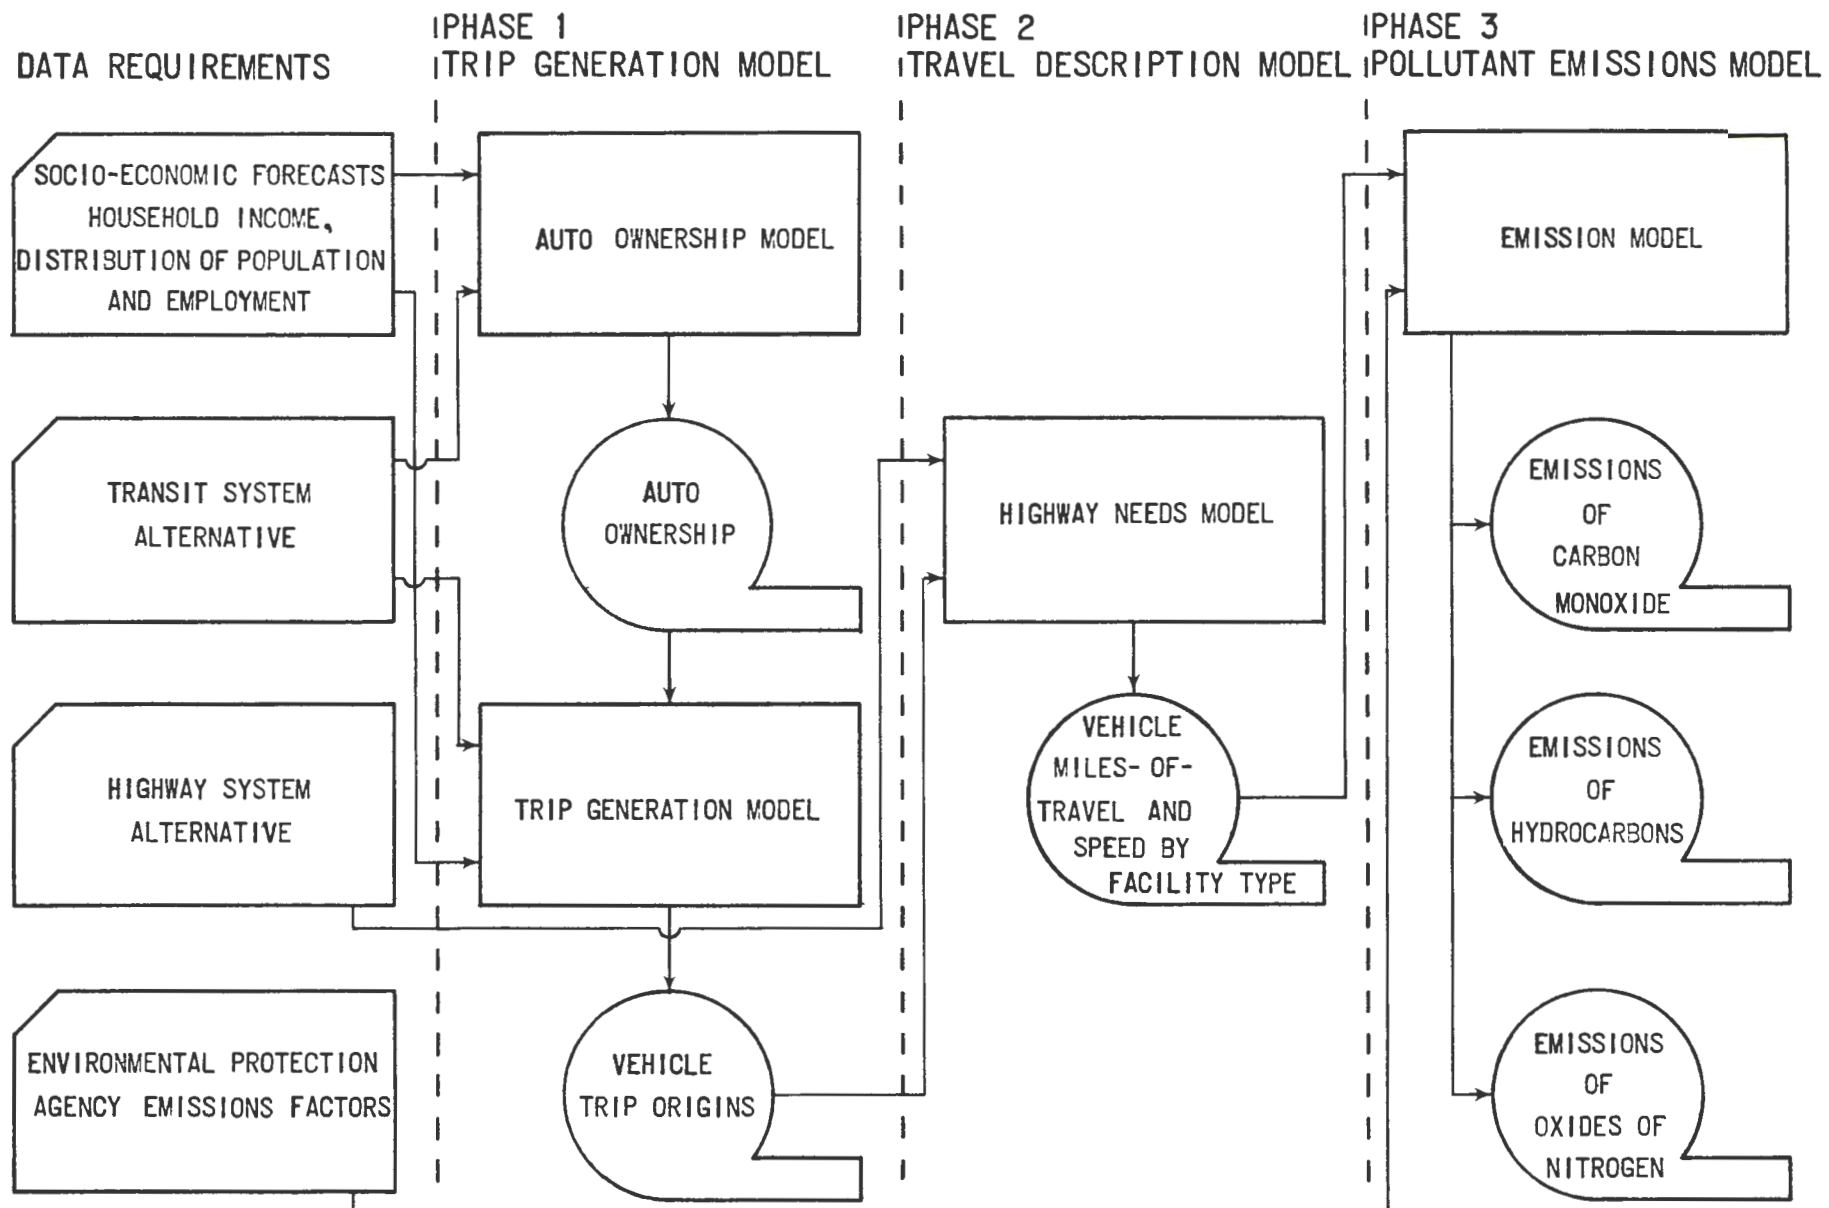 DATA REQUIREMENTS
PHASE 1
TRIP GENERATION MODEL
PHASE 2
TRAVEL DESCRIPTION MODEL
PHASE 3
POLLUTANT EMISSIONS MODEL
SOCIO-ECONOMIC FORECASTS
HOUSEHOLD INCOME,
DISTRIBUTION OF POPULATION
AND EMPLOYMENT
TRANSIT SYSTEM
ALTERNATIVE
HIGHWAY SYSTEM
ALTERNATIVE
ENVIRONMENTAL PROTECTION
AGENCY EMISSIONS FACTORS
AUTO OWNERSHIP MODEL
AUTO
OWNERSHIP
TRIP GENERATION MODEL
VEHICLE
TRIP ORIGINS
HIGHWAY NEEDS MODEL
VEHICLE
MILES-OF-
TRAVEL AND
SPEED BY
FACILITY TYPE
EMISSION MODEL
EMISSIONS
OF
CARBON
MONOXIDE
EMISSIONS
OF
HYDROCARBONS
EMISSIONS
OF
OXIDES OF
NITROGEN